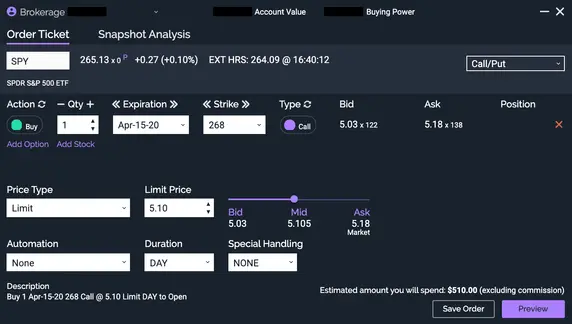 Brokerage Account Value Buying Power
Order Ticket Snapshot Analysis
SPY 265.13 x 0 P +0.27 (+0.10%) EXT HRS: 264.09 @ 16:40:12 Call/Put
SPDR S&P 500 ETF
Action Qty Expiration Strike Type Bid Ask Position
Buy 1 Apr-15-20 268 Call 5.03 x 122 5.18 x 138
Add Option Add Stock
Price Type Limit Price
Limit 5.10
Bid Mid Ask
5.03 5.105 5.18
Market
Automation Duration Special Handling
None DAY NONE
Description
Buy 1 Apr-15-20 268 Call @ 5.10 Limit DAY to Open
Estimated amount you will spend: $510.00 (excluding commission)
Save Order Preview